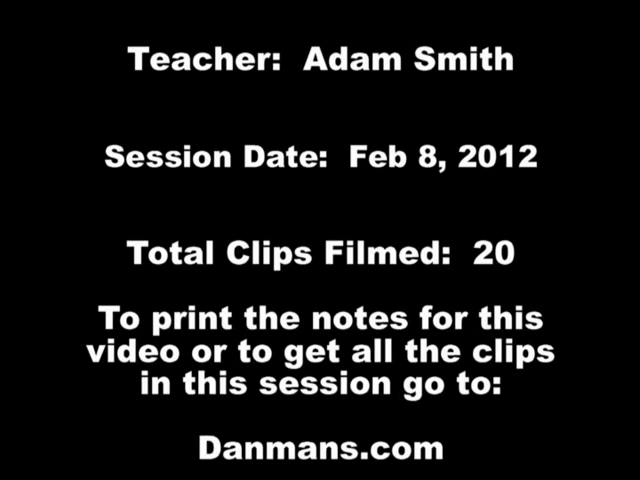 Teacher:  Adam Smith
Session Date:  Feb 8, 2012
Total Clips Filmed:  20
To print the notes for this
video or to get all the clips
in this session go to:
Danmans.com